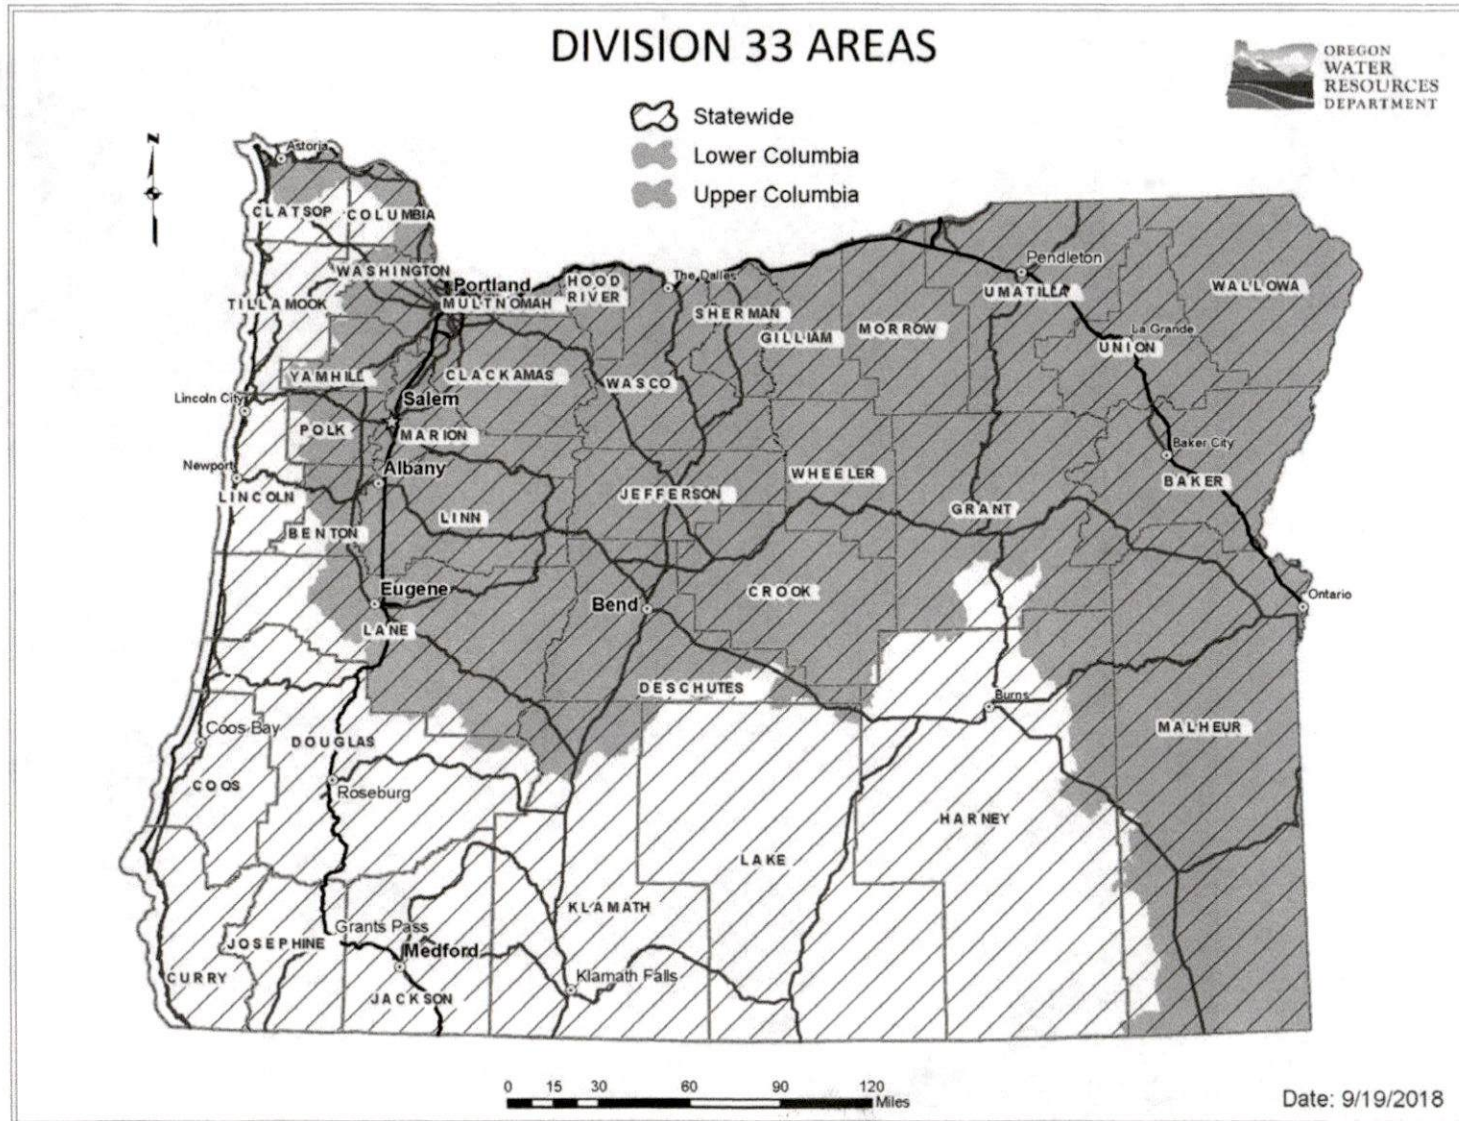 DIVISION 33 AREAS
OREGON
WATER
RESOURCES
DEPARTMENT
Statewide
Lower Columbia
Upper Columbia
N
Astoria
CLATSOP
COLUMBIA
WASHINGTON
Portland
MULTNOMAH
HOOD
RIVER
The Dalles
Pendleton
UMATILLA
WALLOWA
TILLAMOOK
SHERMAN
GILLIAM
MORROW
La Grande
UNION
YAMHILL
CLACKAMAS
WASCO
Lincoln City
Salem
POLK
MARION
Baker City
Newport
Albany
WHEELER
BAKER
LINCOLN
JEFFERSON
GRANT
BENTON
LINN
Eugene
Bend
CROOK
Ontario
LANE
DESCHUTES
Burns
Coos Bay
DOUGLAS
MALHEUR
COOS
Roseburg
HARNEY
LAKE
KLAMATH
Grants Pass
JOSEPHINE
Medford
CURRY
Klamath Falls
JACKSON
0 15 30 60 90 120
Miles
Date: 9/19/2018